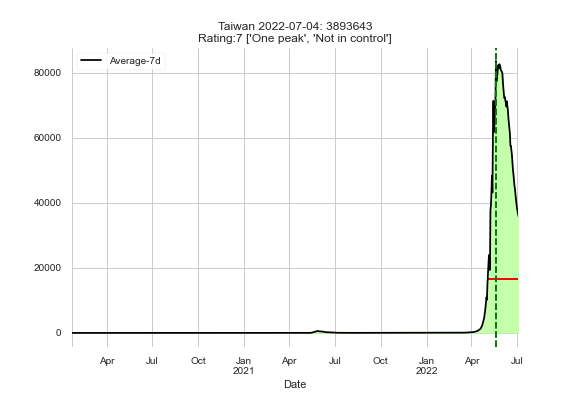 Taiwan 2022-07-04: 3893643
Rating:7 ['One peak', 'Not in control']
Average-7d
80000
60000
40000
20000
0
Apr Jul Oct Jan Apr Jul Oct Jan Apr Jul
2021 2022
Date